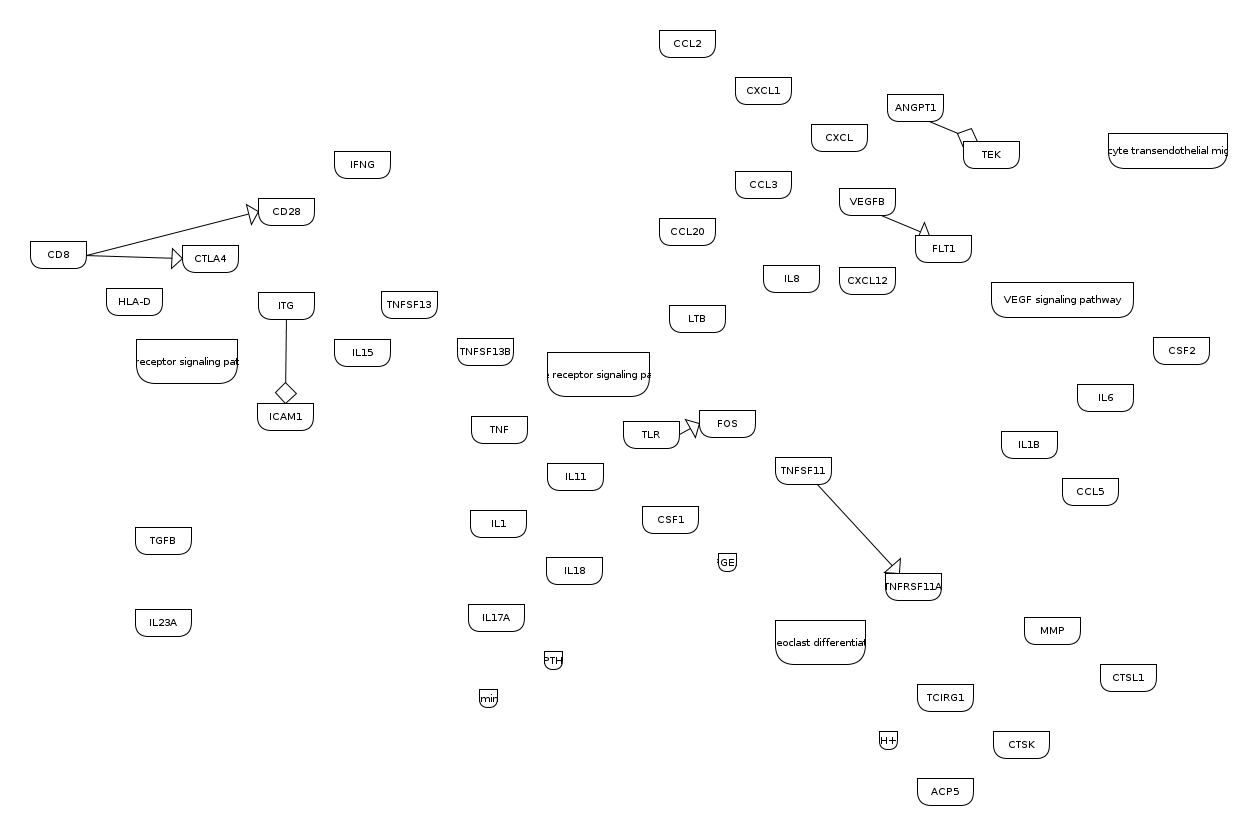 CCL2
CXCL1
ANGPT1
CXCL
TEK
cyte transendothelial mig
IFNG
CCL3
VEGFB
CD28
CCL20
FLT1
CD8
CTLA4
IL8
CXCL12
HLA-D
ITG
TNFSF13
LTB
VEGF signaling pathway
receptor signaling pat
IL15
TNFSF13B
CSF2
receptor signaling pa
IL6
ICAM1
TNF
TLR
FOS
IL1B
IL11
TNFSF11
CCL5
IL1
CSF1
TGFB
IL18
GE
TNFRSF11A
IL23A
IL17A
eoclast differentiat
MMP
PTH
CTSL1
min
TCIRG1
H+
CTSK
ACP5